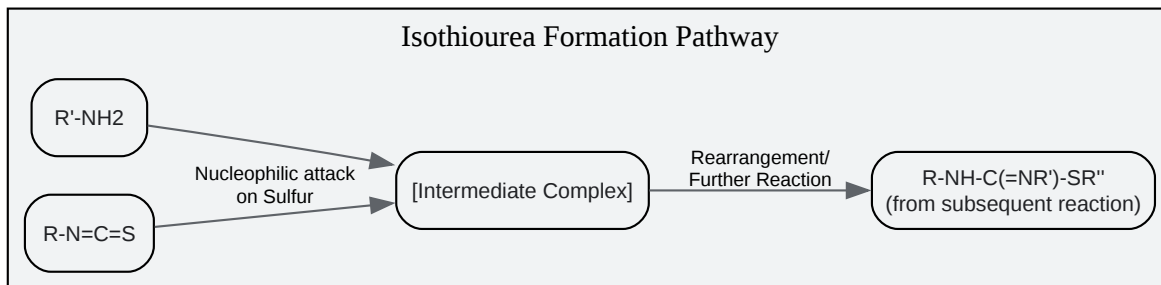 Isothiourea Formation Pathway
R'-NH2
Nucleophilic attack
on Sulfur
R-N=C=S
[Intermediate Complex]
Rearrangement/
Further Reaction
R-NH-C(=NR')-SR''
(from subsequent reaction)